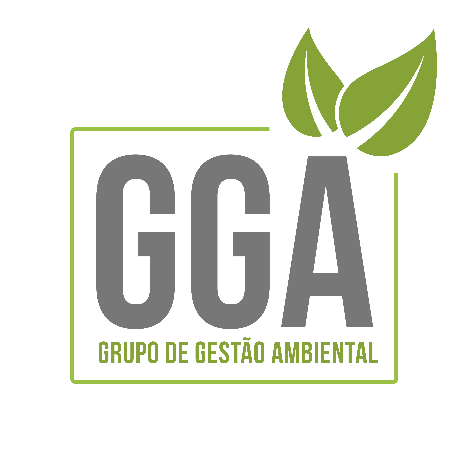 GGA
GRUPO DE GESTÃO AMBIENTAL